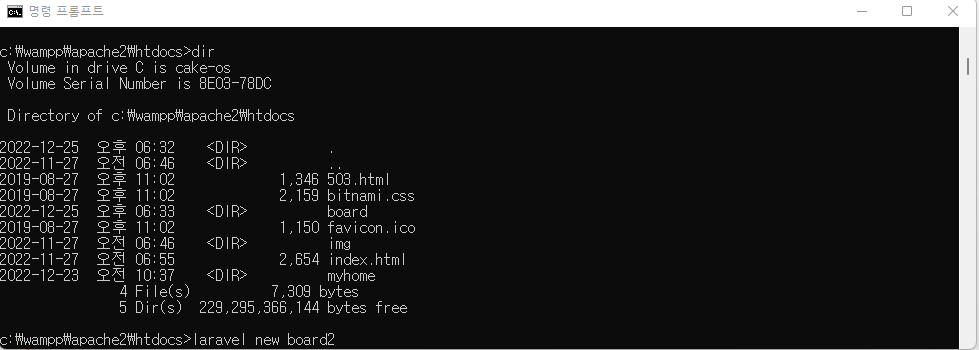 명령 프롬프트
c:₩wampp₩apache2₩htdocs>dir
Volume in drive C is cake-os
Volume Serial Number is 8E03-78DC
Directory of c:₩wampp₩apache2₩htdocs
2022-12-25 오후 06:32 <DIR> .
2022-11-27 오전 06:46 <DIR> ..
2019-08-27 오후 11:02 1,346 503.html
2019-08-27 오후 11:02 2,159 bitnami.css
2022-12-25 오후 06:33 <DIR> board
2019-08-27 오후 11:02 1,150 favicon.ico
2022-11-27 오전 06:46 <DIR> img
2022-11-27 오전 06:55 2,654 index.html
2022-12-23 오전 10:37 <DIR> myhome
4 File(s) 7,309 bytes
5 Dir(s) 229,295,366,144 bytes free
c:₩wampp₩apache2₩htdocs>laravel new board2